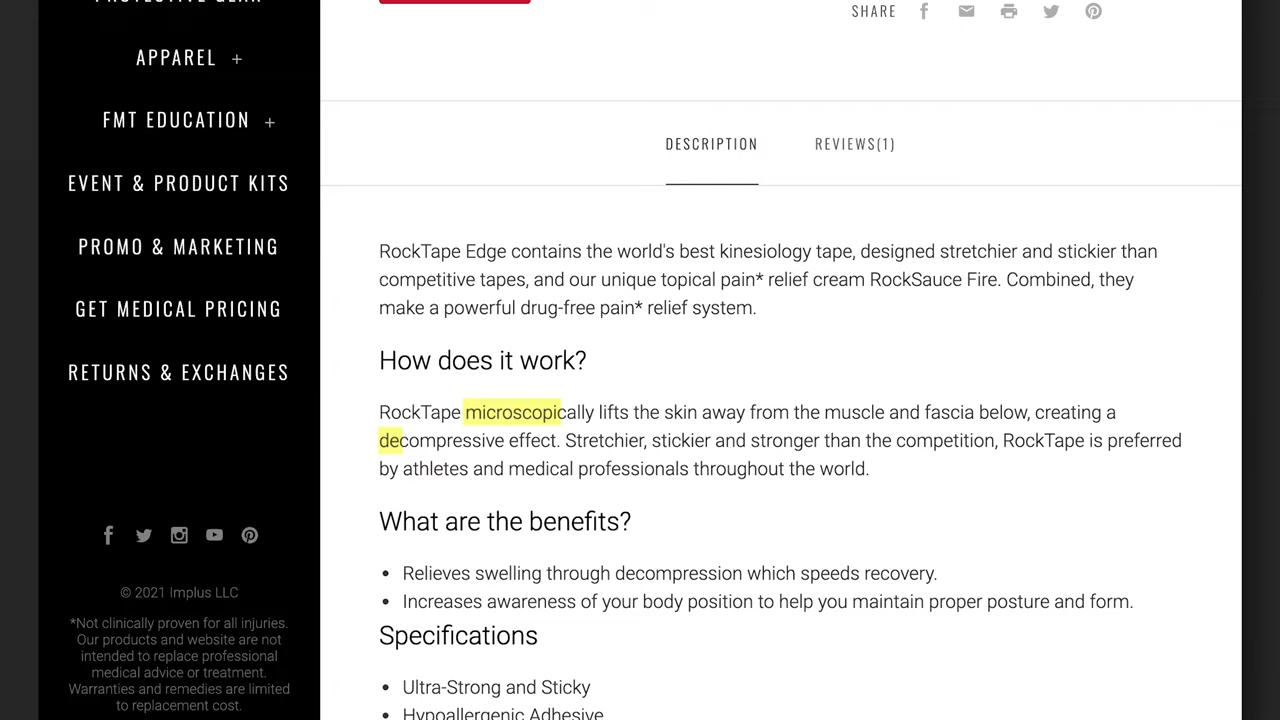 PROTECTIVE GEAR
APPAREL +
FMT EDUCATION +
EVENT & PRODUCT KITS
PROMO & MARKETING
GET MEDICAL PRICING
RETURNS & EXCHANGES
© 2021 Implus LLC
*Not clinically proven for all injuries.
Our products and website are not
intended to replace professional
medical advice or treatment.
Warranties and remedies are limited
to replacement cost.
SHARE
DESCRIPTION
REVIEWS(1)
RockTape Edge contains the world's best kinesiology tape, designed stretchier and stickier than
competitive tapes, and our unique topical pain* relief cream RockSauce Fire. Combined, they
make a powerful drug-free pain* relief system.
How does it work?
RockTape microscopically lifts the skin away from the muscle and fascia below, creating a
decompressive effect. Stretchier, stickier and stronger than the competition, RockTape is preferred
by athletes and medical professionals throughout the world.
What are the benefits?
• Relieves swelling through decompression which speeds recovery.
• Increases awareness of your body position to help you maintain proper posture and form.
Specifications
• Ultra-Strong and Sticky
• Hypoallergenic Adhesive